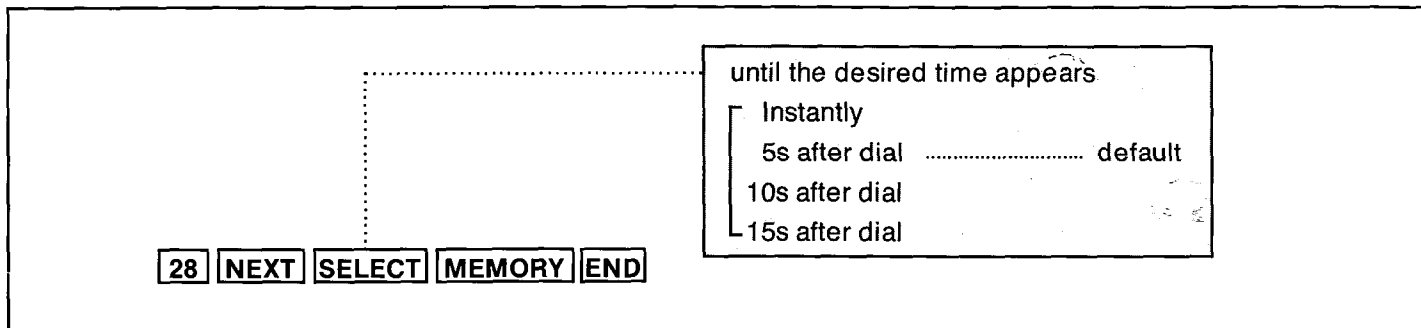 until the desired time appears
Instantly
5s after dial ............................ default
10s after dial
15s after dial
28 NEXT SELECT MEMORY END